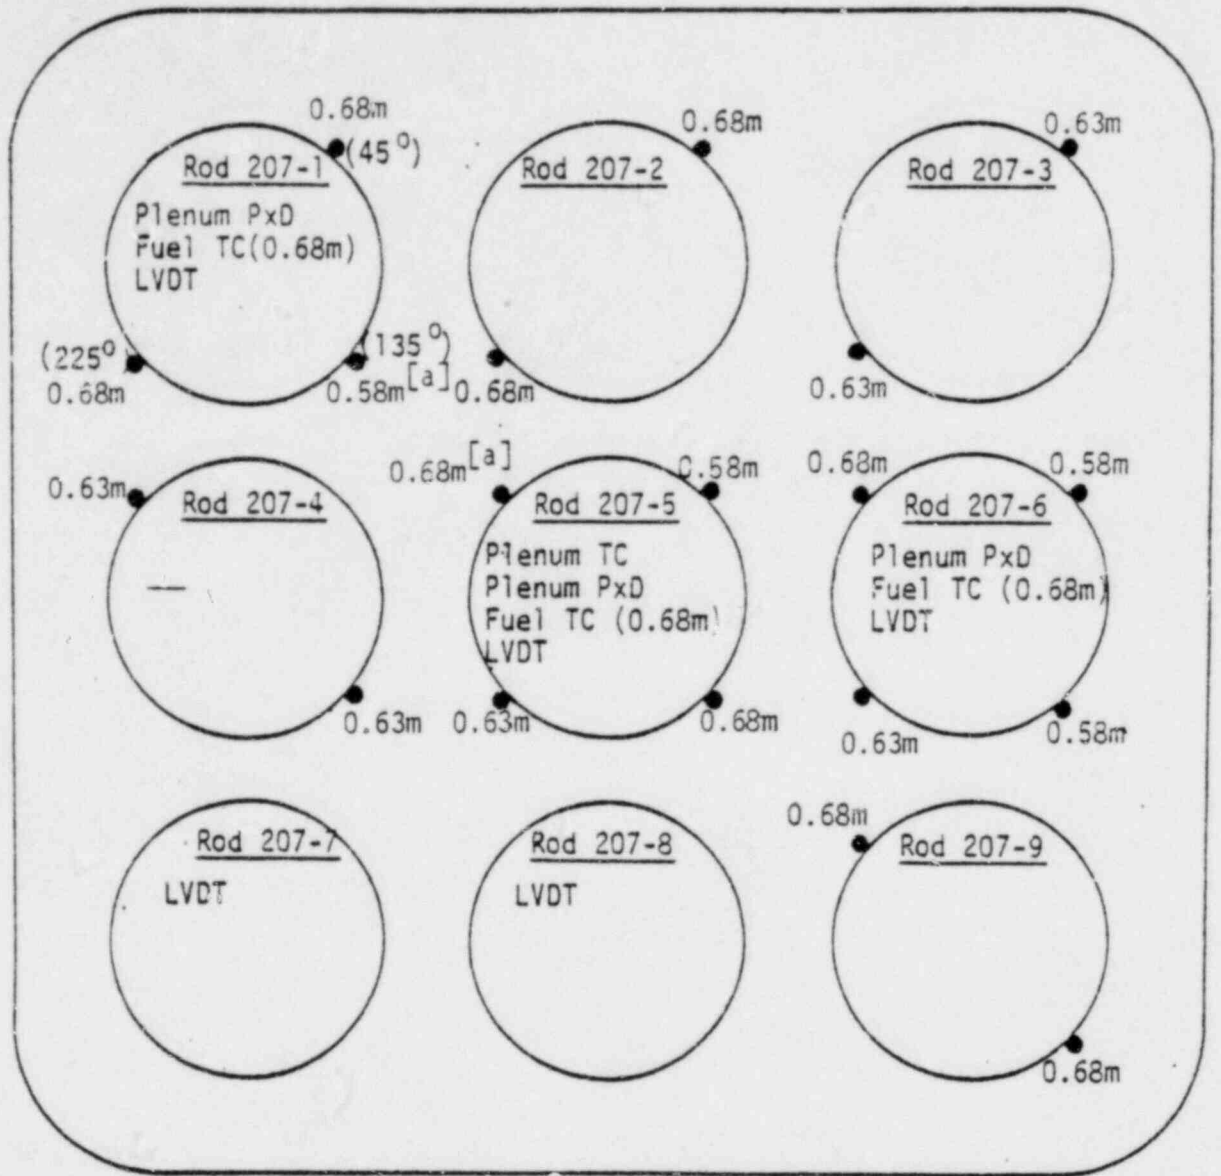 0.68m
(45°)
Rod 207-1
Plenum PxD
Fuel TC(0.68m)
LVDT
(225°)
0.68m
(135°)
0.58m[a]
0.68m
Rod 207-2
0.68m
0.63m
Rod 207-3
0.63m
0.63m
Rod 207-4
—
0.63m
0.68m[a]
0.58m
Rod 207-5
Plenum TC
Plenum PxD
Fuel TC (0.68m)
LVDT
0.63m
0.68m
0.68m
0.58m
Rod 207-6
Plenum PxD
Fuel TC (0.68m)
LVDT
0.63m
0.58m
Rod 207-7
LVDT
Rod 207-8
LVDT
0.68m
Rod 207-9
0.68m